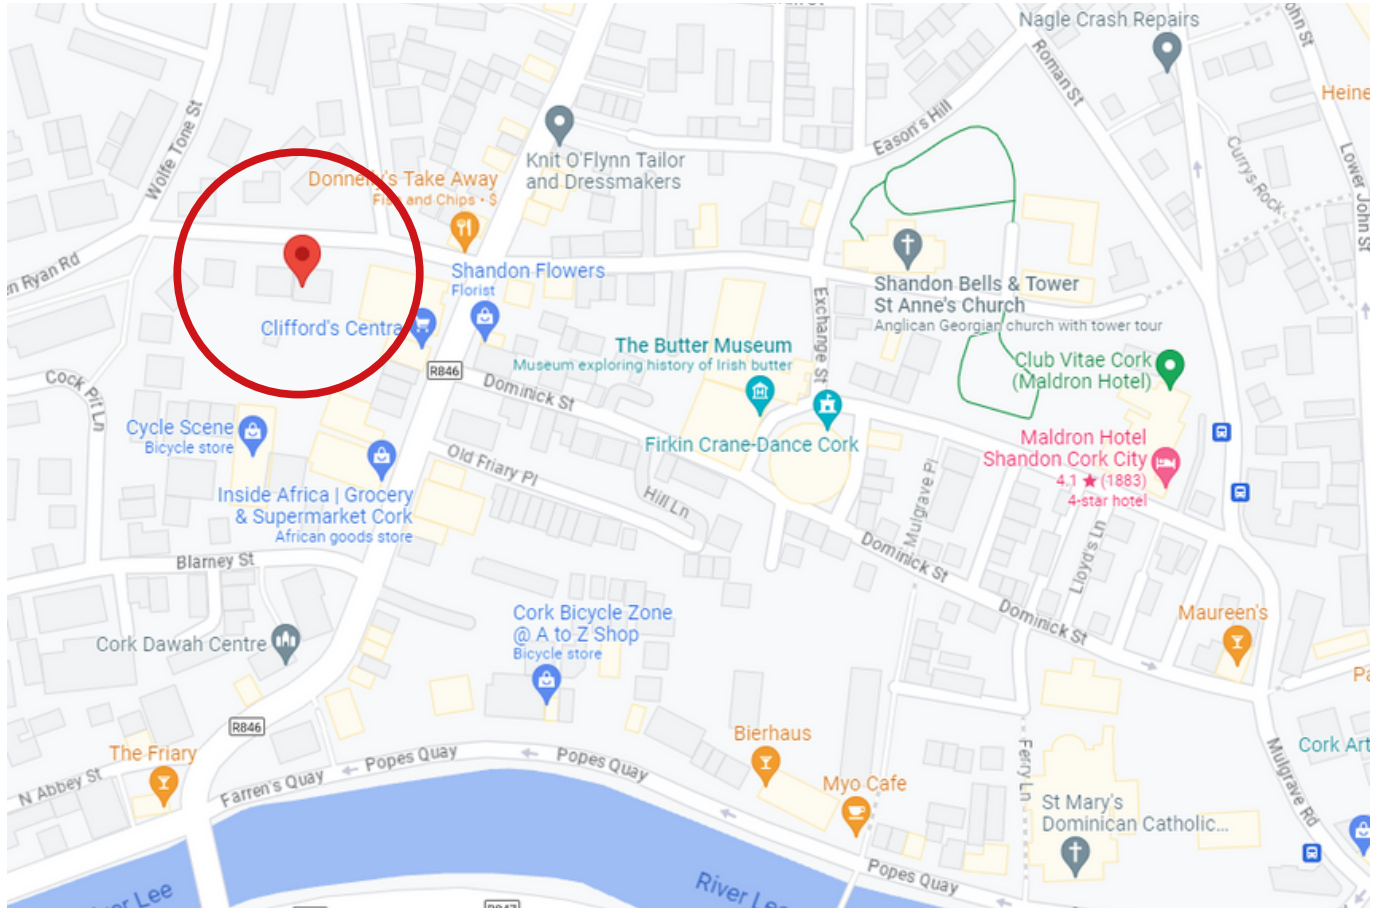 Nagle Crash Repairs
ohn St
Roman St
Heine
Wolfe Tone St
Eason's Hill
Currys Rock
Lower John St
Knit O'Flynn Tailor
and Dressmakers
Donnelly's Take Away
Fish and Chips • $
n Ryan Rd
Shandon Flowers
Florist
Shandon Bells & Tower
St Anne's Church
Anglican Georgian church with tower tour
Exchange St
Clifford's Centra
The Butter Museum
Museum exploring history of Irish butter
Club Vitae Cork
(Maldron Hotel)
R846
Dominick St
Cock Pit Ln
Cycle Scene
Bicycle store
Firkin Crane-Dance Cork
Maldron Hotel
Shandon Cork City
4.1 ★ (1883)
4-star hotel
Old Friary Pl
Hill Ln
Mulgrave Pl
Inside Africa | Grocery
& Supermarket Cork
African goods store
Dominick St
Lloyd's Ln
Blarney St
Cork Dawah Centre
Cork Bicycle Zone
@ A to Z Shop
Bicycle store
Dominick St
Maureen's
Pa
R846
The Friary
Bierhaus
Popes Quay
Popes Quay
Cork Art
N Abbey St
Farren's Quay
Myo Cafe
Ferry Ln
Mulgrave Rd
St Mary's
Dominican Catholic...
Popes Quay
er Lee
River Lee